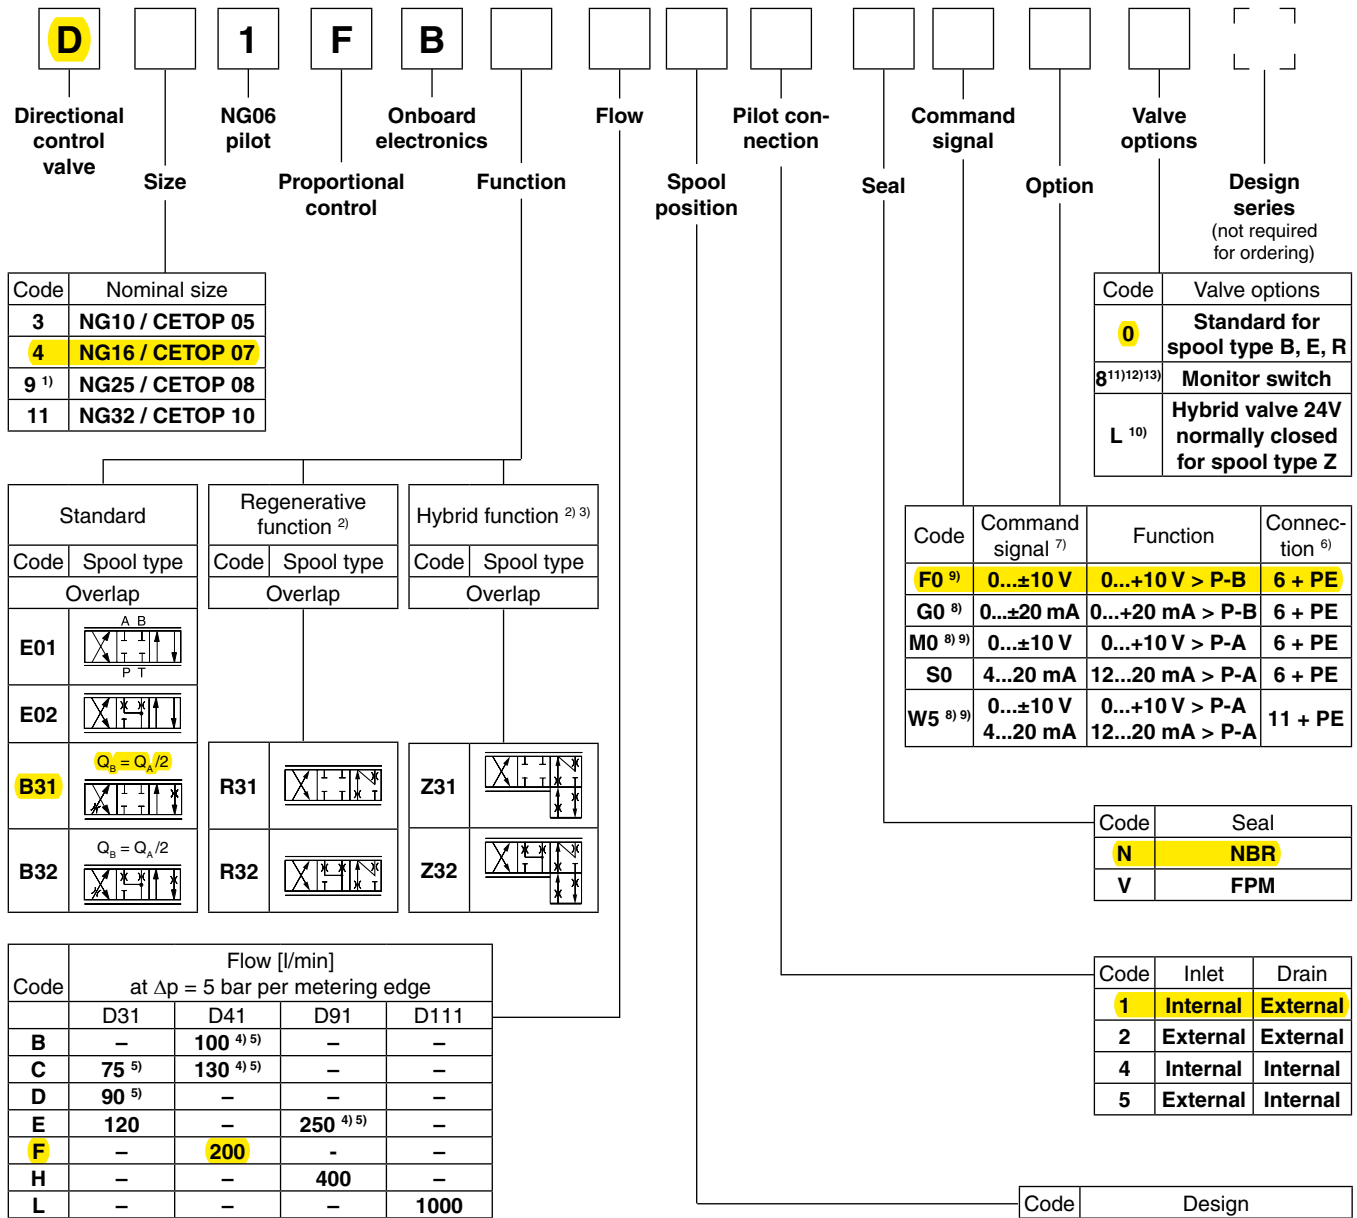 D 1 F B
Directional control valve
Size
NG06 pilot
Proportional control
Onboard electronics
Function
Flow
Spool position
Pilot con-nection
Seal
Command signal
Option
Valve options
Design series
(not required for ordering)
Code Nominal size
3 NG10 / CETOP 05
4 NG16 / CETOP 07
9 1) NG25 / CETOP 08
11 NG32 / CETOP 10
Code Valve options
0 Standard for spool type B, E, R
8 11)12)13) Monitor switch
L 10) Hybrid valve 24V normally closed for spool type Z
Standard
Code Spool type
Overlap
E01 A B P T
E02
B31 QB = QA/2
B32 QB = QA/2
Regenerative function 2)
Code Spool type
Overlap
R31
R32
Hybrid function 2) 3)
Code Spool type
Overlap
Z31
Z32
Code Command signal 7) Function Connec-tion 6)
F0 9) 0...±10 V 0...+10 V > P-B 6 + PE
G0 8) 0...±20 mA 0...+20 mA > P-B 6 + PE
M0 8) 9) 0...±10 V 0...+10 V > P-A 6 + PE
S0 4...20 mA 12...20 mA > P-A 6 + PE
W5 8) 9) 0...±10 V 0...+10 V > P-A 11 + PE
4...20 mA 12...20 mA > P-A
Code Seal
N NBR
V FPM
Code Flow [l/min]
at Δp = 5 bar per metering edge
D31 D41 D91 D111
B – 100 4) 5) – –
C 75 5) 130 4) 5) – –
D 90 5) – – –
E 120 – 250 4) 5) –
F – 200 - –
H – – 400 –
L – – – 1000
Code Inlet Drain
1 Internal External
2 External External
4 Internal Internal
5 External Internal
Code Design